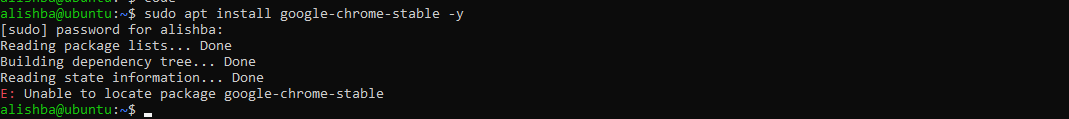 alishba@ubuntu:~$ sudo apt install google-chrome-stable -y
[sudo] password for alishba:
Reading package lists... Done
Building dependency tree... Done
Reading state information... Done
E: Unable to locate package google-chrome-stable
alishba@ubuntu:~$